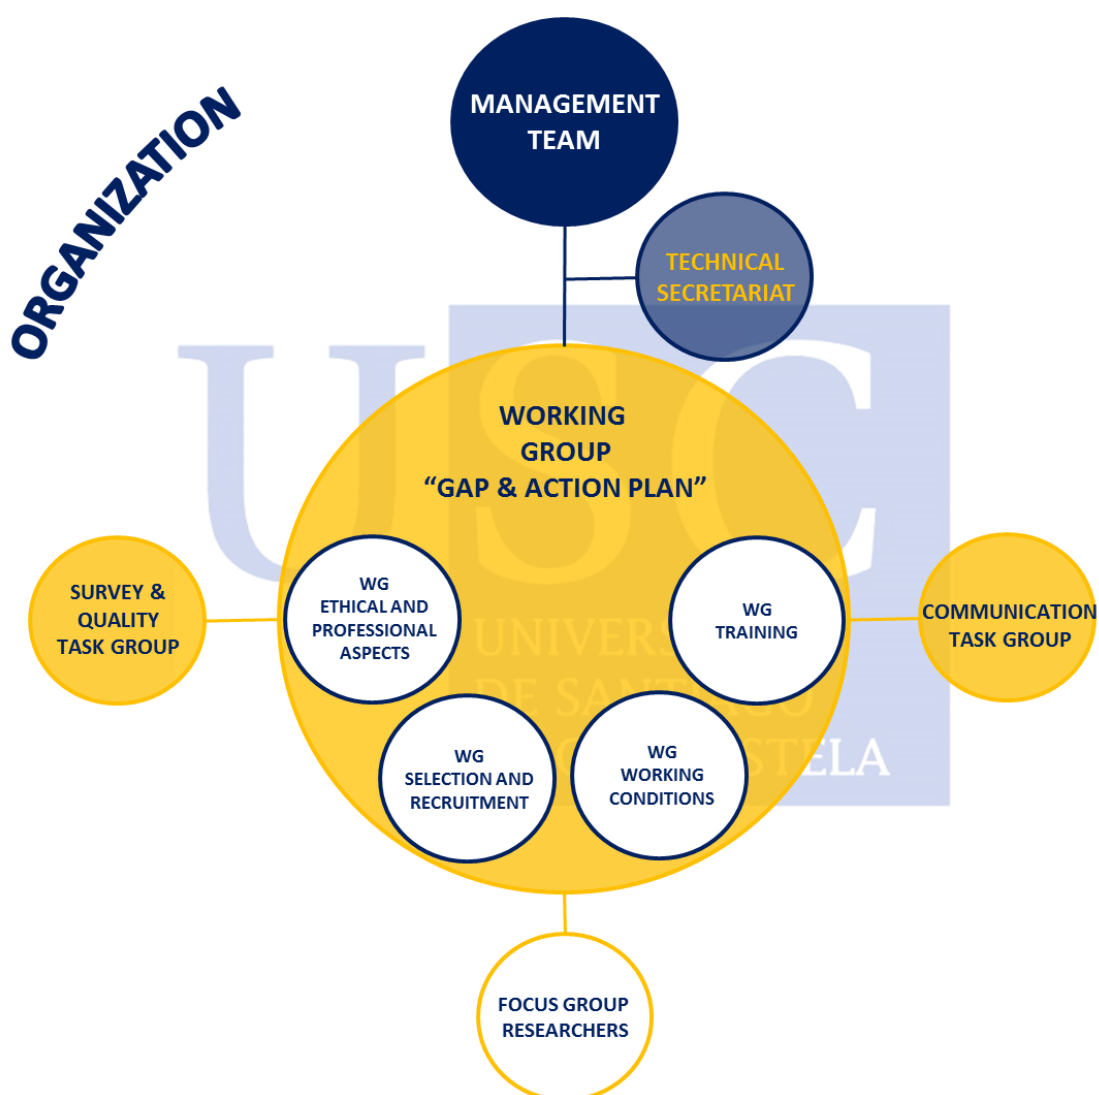 ORGANIZATION
MANAGEMENT
TEAM
TECHNICAL
SECRETARIAT
USC
WORKING
GROUP
“GAP & ACTION PLAN”
SURVEY &
QUALITY
TASK GROUP
WG
ETHICAL AND
PROFESSIONAL
ASPECTS
WG
TRAINING
COMMUNICATION
TASK GROUP
WG
SELECTION AND
RECRUITMENT
WG
WORKING
CONDITIONS
FOCUS GROUP
RESEARCHERS